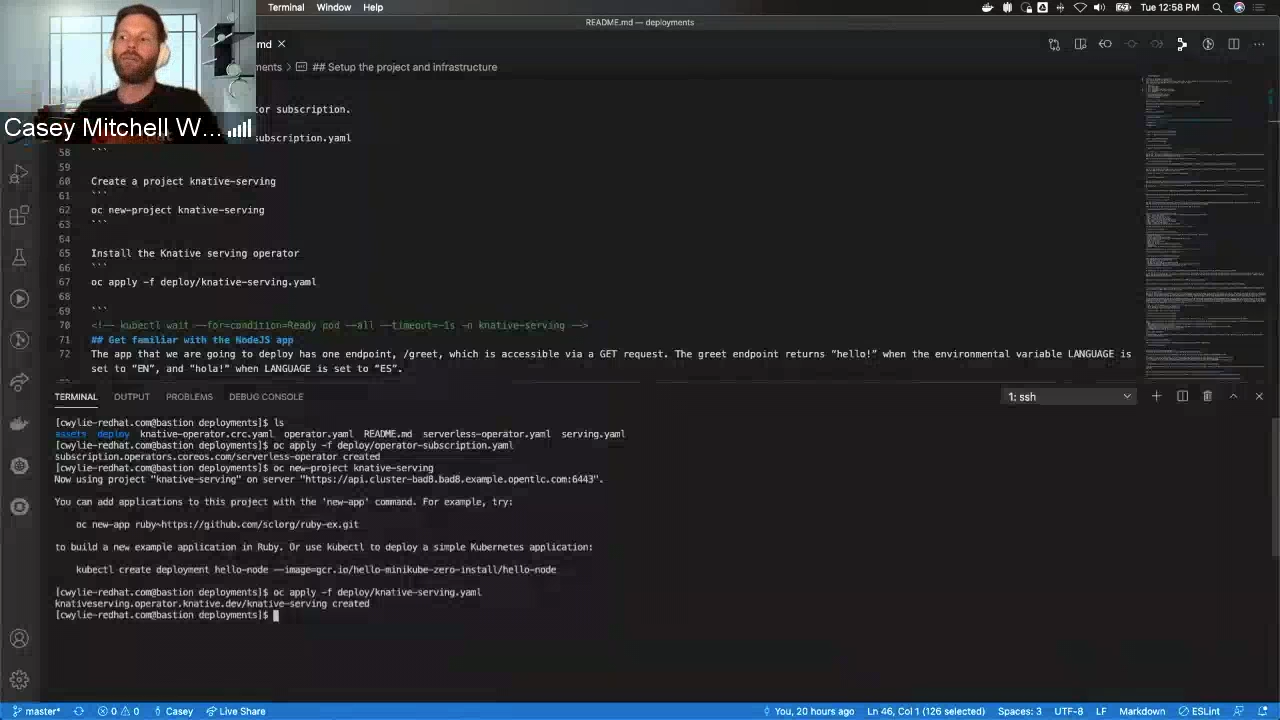 Terminal Window Help
Tue 12:58 PM
README.md — deployments
md ×
ments > ## Setup the project and infrastructure
or subscription.
Casey Mitchell W...
subscription.yaml
58 ```
59
60 Create a project knative-serving
61 ```
62 oc new-project knative-serving
63 ```
64
65 Install the Knative serving operator
66 ```
67 oc apply -f deploy/knative-serving.yaml
68
69 ```
70 <!-- kubectl wait --for=condition=Ready pod --all --timeout=-1s -n knative-serving -->
71 ## Get familiar with the NodeJS app
72 The app that we are going to deploy has one endpoint, /greet, which is accessible via a GET request. The greet endpoint returns "hello!" when the environmental variable LANGUAGE is
set to "EN", and "hola!" when LANGUAGE is set to "ES".
TERMINAL OUTPUT PROBLEMS DEBUG CONSOLE
1: ssh
[cwylie-redhat.com@bastion deployments]$ ls
assets deploy knative-operator.crc.yaml operator.yaml README.md serverless-operator.yaml serving.yaml
[cwylie-redhat.com@bastion deployments]$ oc apply -f deploy/operator-subscription.yaml
subscription.operators.coreos.com/serverless-operator created
[cwylie-redhat.com@bastion deployments]$ oc new-project knative-serving
Now using project "knative-serving" on server "https://api.cluster-bad8.bad8.example.opentlc.com:6443".
You can add applications to this project with the 'new-app' command. For example, try:
oc new-app ruby~https://github.com/sclorg/ruby-ex.git
to build a new example application in Ruby. Or use kubectl to deploy a simple Kubernetes application:
kubectl create deployment hello-node --image=gcr.io/hello-minikube-zero-install/hello-node
[cwylie-redhat.com@bastion deployments]$ oc apply -f deploy/knative-serving.yaml
knativeserving.operator.knative.dev/knative-serving created
[cwylie-redhat.com@bastion deployments]$
master* 0 0 Casey Live Share
You, 20 hours ago Ln 46, Col 1 (126 selected) Spaces: 3 UTF-8 LF Markdown ESLint